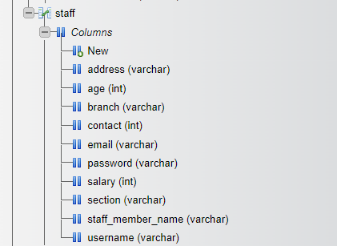 staff
Columns
New
address (varchar)
age (int)
branch (varchar)
contact (int)
email (varchar)
password (varchar)
salary (int)
section (varchar)
staff_member_name (varchar)
username (varchar)